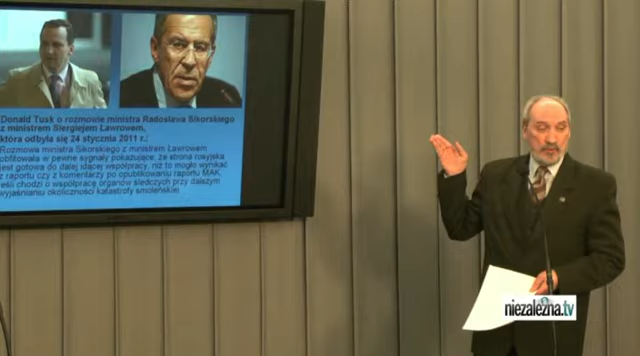 Donald Tusk o rozmowie ministra Radosława Sikorskiego
z ministrem Siergiejem Ławrowem,
która odbyła się 24 stycznia 2011 r.:
Rozmowa ministra Sikorskiego z ministrem Ławrowem
obfitowała w pewne sygnały pokazujące, że strona rosyjska
jest gotowa do dalej idącej współpracy, niż to mogło wynikać
z raportu czy z komentarzy po opublikowaniu raportu MAK,
jeśli chodzi o współpracę organów śledczych przy dalszym
wyjaśnianiu okoliczności katastrofy smoleńskiej
niezależna.tv